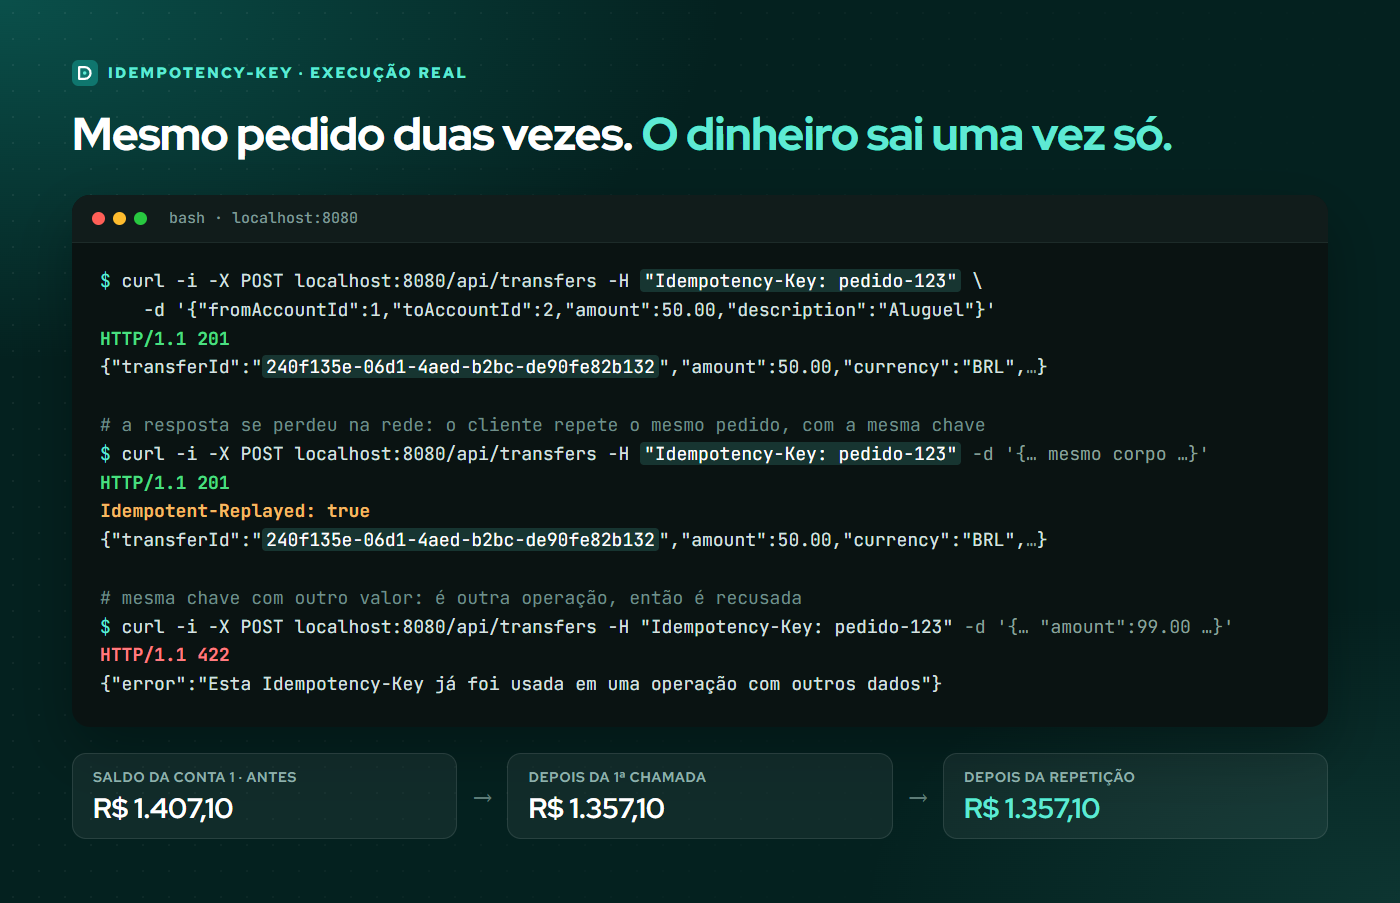 D
IDEMPOTENCY-KEY · EXECUÇÃO REAL
Mesmo pedido duas vezes. O dinheiro sai uma vez só.
bash · localhost:8080
$ curl -i -X POST localhost:8080/api/transfers -H "Idempotency-Key: pedido-123" \
-d '{"fromAccountId":1,"toAccountId":2,"amount":50.00,"description":"Aluguel"}'
HTTP/1.1 201
{"transferId":"240f135e-06d1-4aed-b2bc-de90fe82b132","amount":50.00,"currency":"BRL",…}
# a resposta se perdeu na rede: o cliente repete o mesmo pedido, com a mesma chave
$ curl -i -X POST localhost:8080/api/transfers -H "Idempotency-Key: pedido-123" -d '{… mesmo corpo …}'
HTTP/1.1 201
Idempotent-Replayed: true
{"transferId":"240f135e-06d1-4aed-b2bc-de90fe82b132","amount":50.00,"currency":"BRL",…}
# mesma chave com outro valor: é outra operação, então é recusada
$ curl -i -X POST localhost:8080/api/transfers -H "Idempotency-Key: pedido-123" -d '{… "amount":99.00 …}'
HTTP/1.1 422
{"error":"Esta Idempotency-Key já foi usada em uma operação com outros dados"}
SALDO DA CONTA 1 · ANTES
R$ 1.407,10
→
DEPOIS DA 1ª CHAMADA
R$ 1.357,10
→
DEPOIS DA REPETIÇÃO
R$ 1.357,10